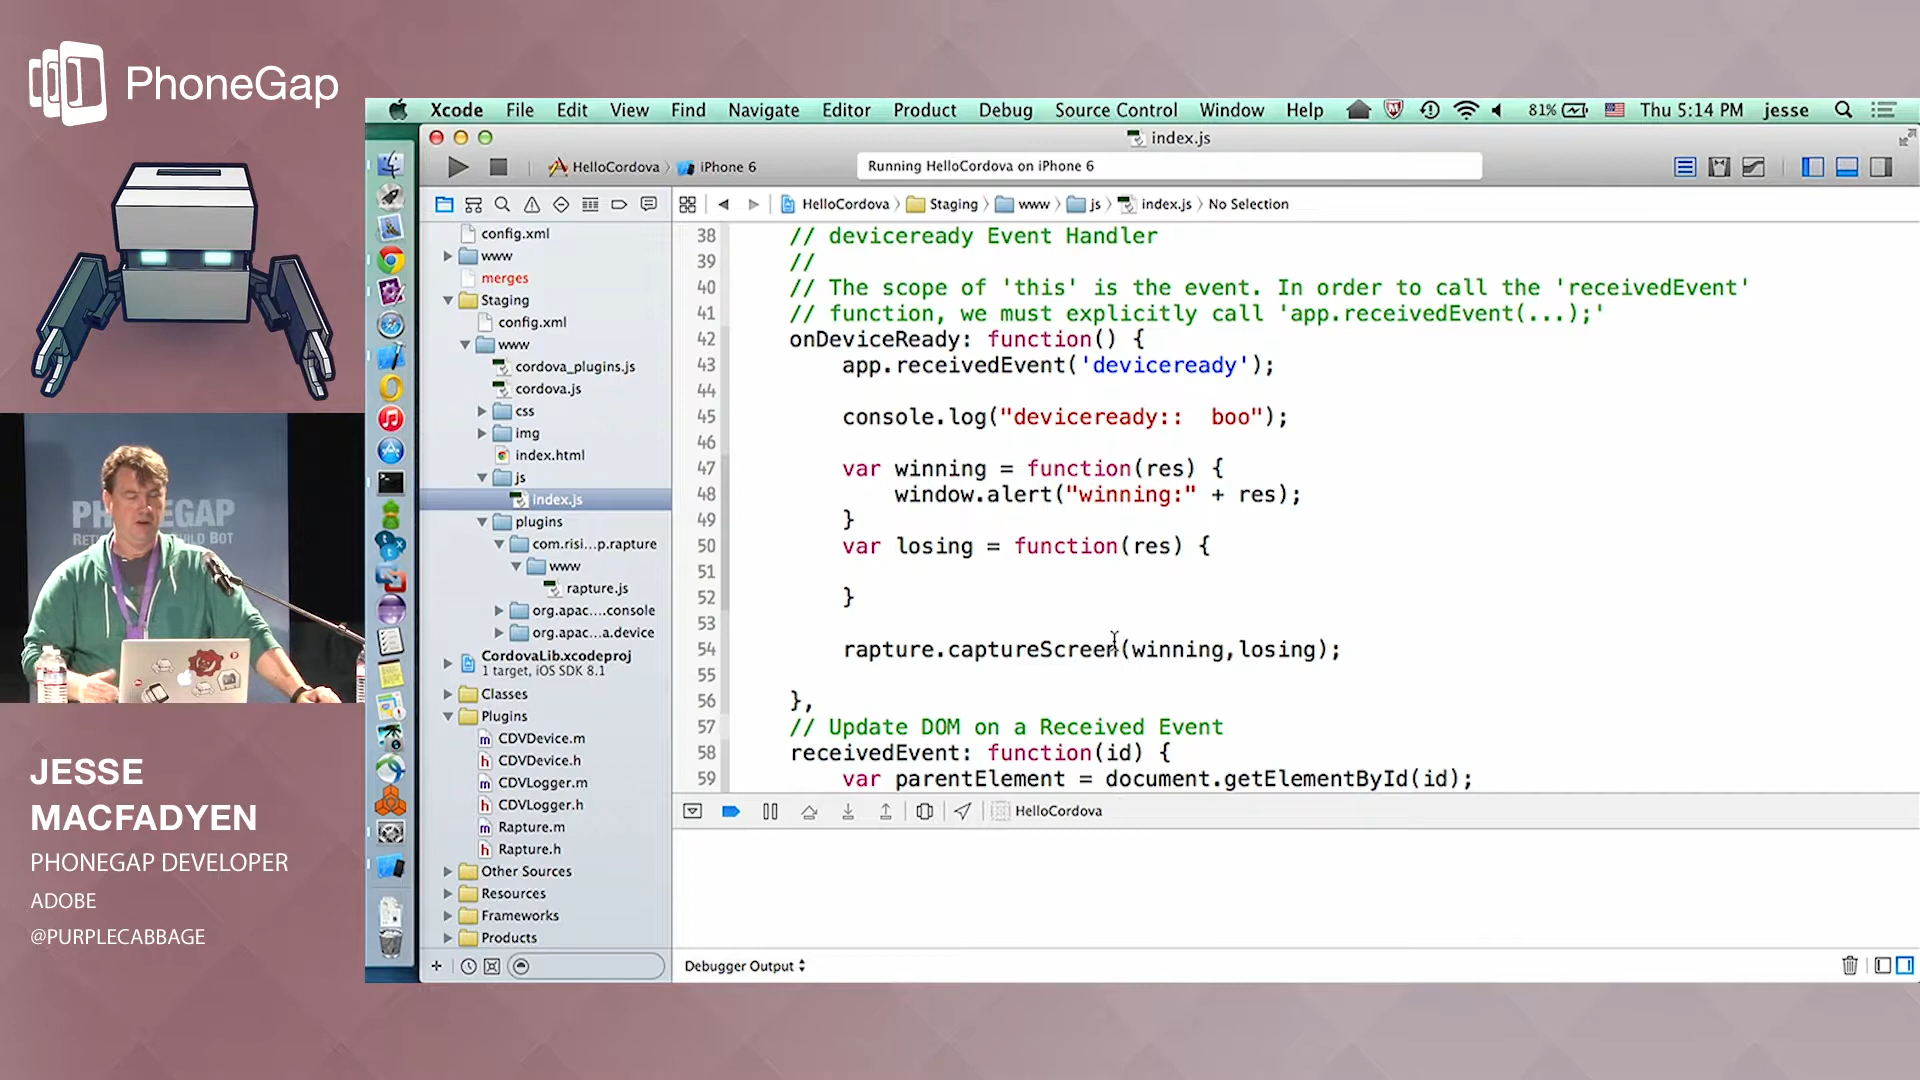 PhoneGap
Xcode File Edit View Find Navigate Editor Product Debug Source Control Window Help 81% Thu 5:14 PM jesse
index.js
HelloCordova iPhone 6 Running HelloCordova on iPhone 6
HelloCordova Staging www js index.js No Selection
config.xml
www
merges
Staging
config.xml
www
cordova_plugins.js
cordova.js
css
img
index.html
js
index.js
plugins
com.risi...p.rapture
www
rapture.js
org.apac....console
org.apac...a.device
CordovaLib.xcodeproj
1 target, iOS SDK 8.1
Classes
Plugins
CDVDevice.m
CDVDevice.h
CDVLogger.m
CDVLogger.h
Rapture.m
Rapture.h
Other Sources
Resources
Frameworks
Products
38 // deviceready Event Handler
39 //
40 // The scope of 'this' is the event. In order to call the 'receivedEvent'
41 // function, we must explicitly call 'app.receivedEvent(...);'
42 onDeviceReady: function() {
43 app.receivedEvent('deviceready');
44
45 console.log("deviceready:: boo");
46
47 var winning = function(res) {
48 window.alert("winning:" + res);
49 }
50 var losing = function(res) {
51
52 }
53
54 rapture.captureScreen(winning,losing);
55
56 },
57 // Update DOM on a Received Event
58 receivedEvent: function(id) {
59 var parentElement = document.getElementById(id);
HelloCordova
Debugger Output
JESSE
MACFADYEN
PHONEGAP DEVELOPER
ADOBE
@PURPLECABBAGE